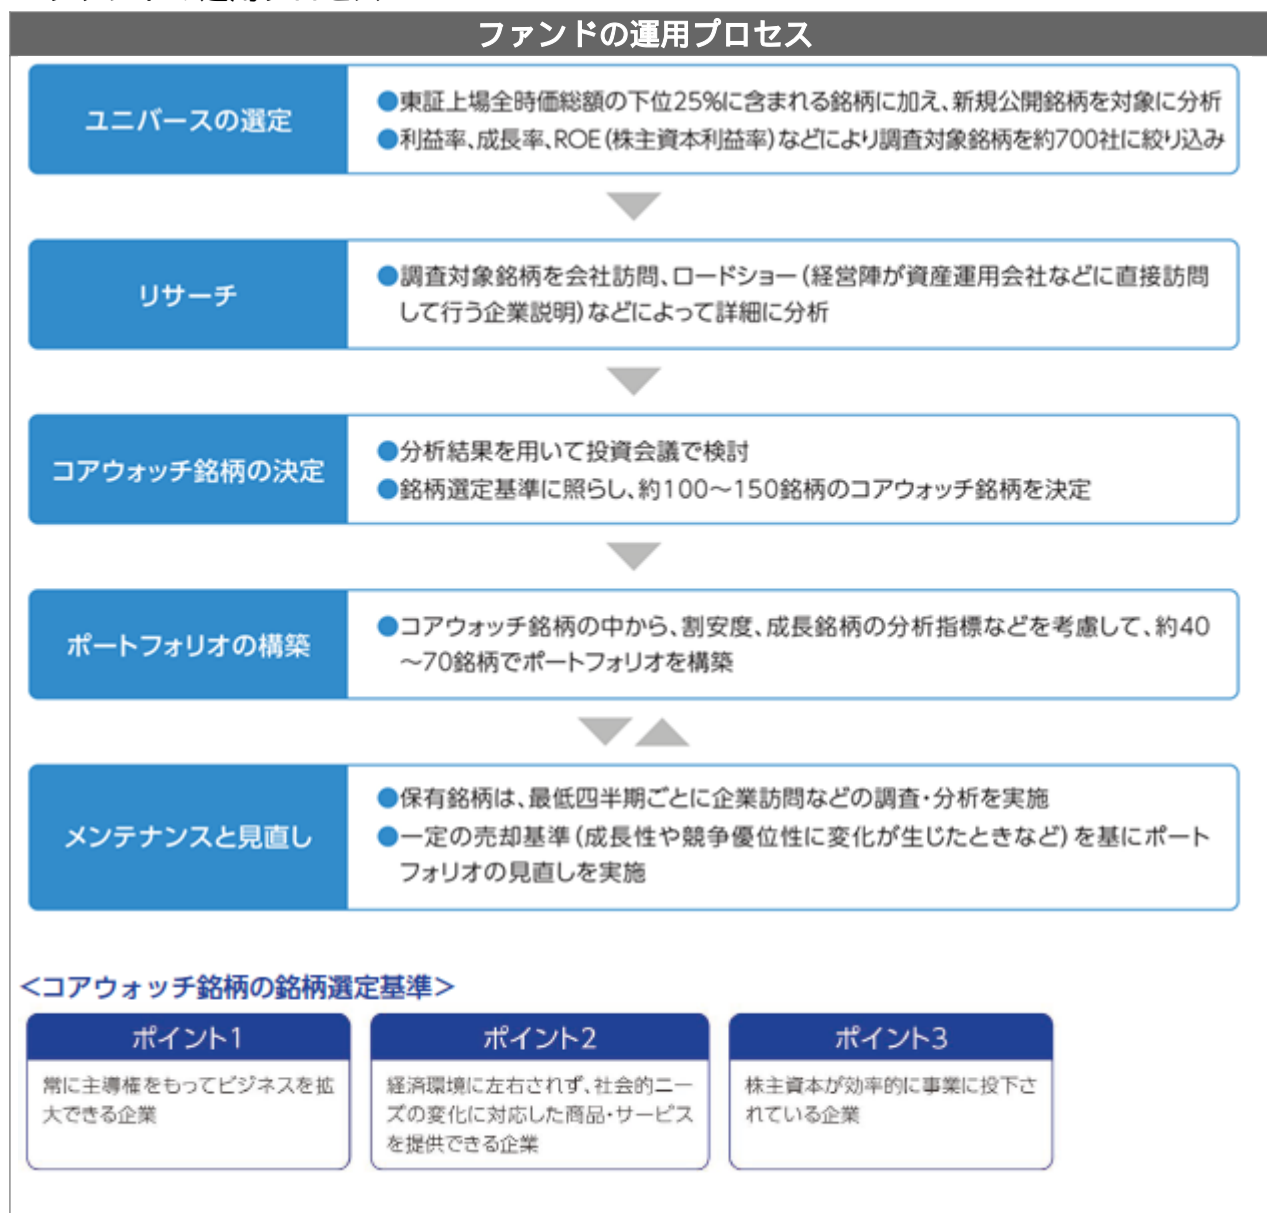 ファンドの運用プロセス
ユニバースの選定
●東証上場全時価総額の下位25%に含まれる銘柄に加え、新規公開銘柄を対象に分析
●利益率、成長率、ROE(株主資本利益率)などにより調査対象銘柄を約700社に絞り込み
リサーチ
●調査対象銘柄を会社訪問、ロードショー(経営陣が資産運用会社などに直接訪問
して行う企業説明)などによって詳細に分析
コアウォッチ銘柄の決定
●分析結果を用いて投資会議で検討
●銘柄選定基準に照らし、約100～150銘柄のコアウォッチ銘柄を決定
ポートフォリオの構築
●コアウォッチ銘柄の中から、割安度、成長銘柄の分析指標などを考慮して、約40
～70銘柄でポートフォリオを構築
メンテナンスと見直し
●保有銘柄は、最低四半期ごとに企業訪問などの調査・分析を実施
●一定の売却基準(成長性や競争優位性に変化が生じたときなど)を基にポート
フォリオの見直しを実施
＜コアウォッチ銘柄の銘柄選定基準＞
ポイント1
常に主導権をもってビジネスを拡
大できる企業
ポイント2
経済環境に左右されず、社会的ニー
ズの変化に対応した商品・サービス
を提供できる企業
ポイント3
株主資本が効率的に事業に投下さ
れている企業